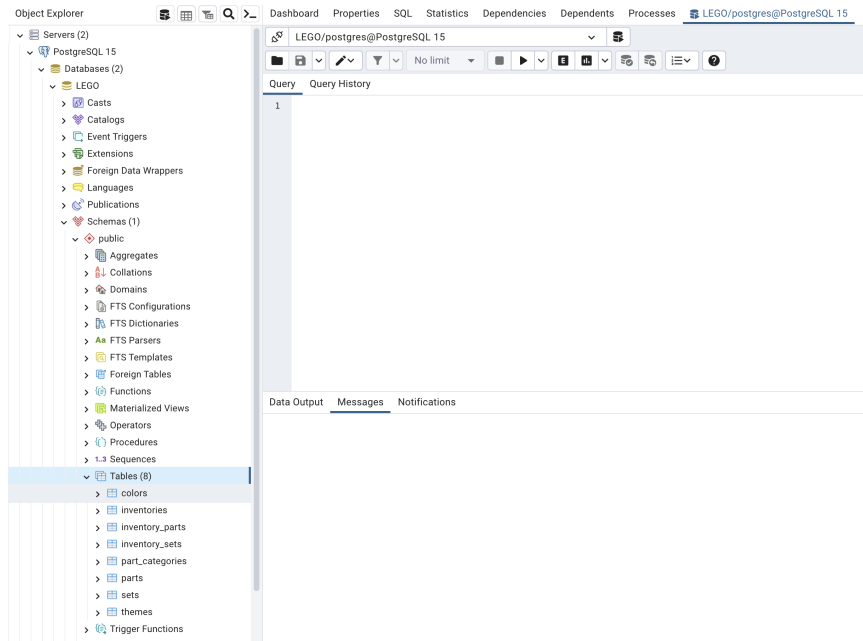 Object Explorer
Dashboard Properties SQL Statistics Dependencies Dependents Processes LEGO/postgres@PostgreSQL 15
Servers (2)
PostgreSQL 15
Databases (2)
LEGO
Casts
Catalogs
Event Triggers
Extensions
Foreign Data Wrappers
Languages
Publications
Schemas (1)
public
Aggregates
Collations
Domains
FTS Configurations
FTS Dictionaries
Aa FTS Parsers
FTS Templates
Foreign Tables
Functions
Materialized Views
Operators
Procedures
1..3 Sequences
Tables (8)
colors
inventories
inventory_parts
inventory_sets
part_categories
parts
sets
themes
Trigger Functions
LEGO/postgres@PostgreSQL 15
No limit E
Query Query History
1
Data Output Messages Notifications